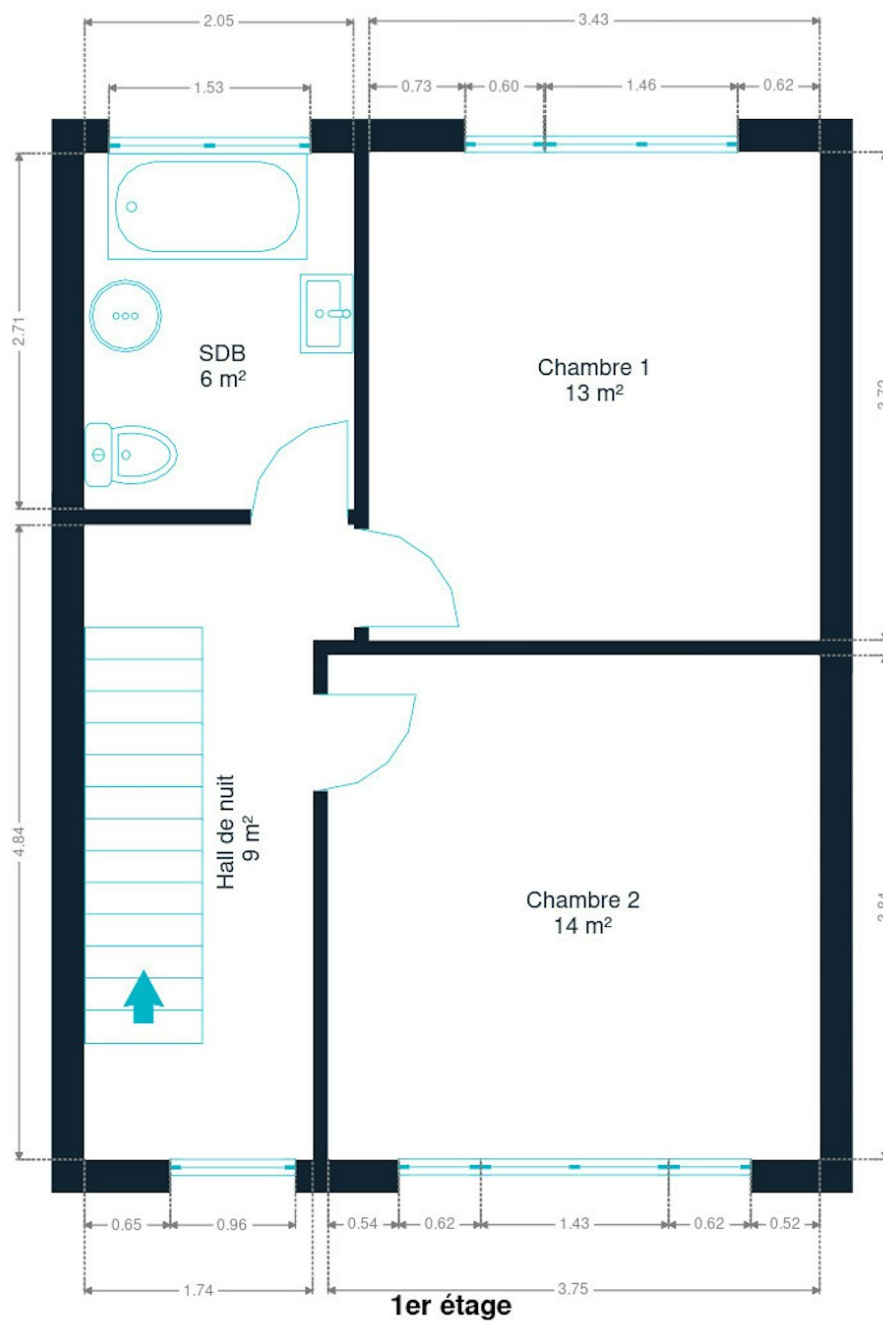 2.05
3.43
1.53
0.73
0.60
1.46
0.62
2.71
SDB
6 m²
Chambre 1
13 m²
4.84
Hall de nuit
9 m²
Chambre 2
14 m²
0.65
0.96
0.54
0.62
1.43
0.62
0.52
1.74
3.75
1er étage